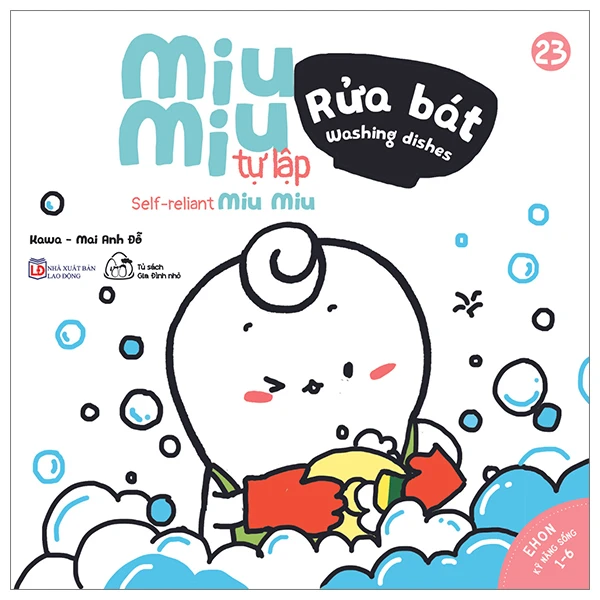 miu
miu
tự lập
Self-reliant Miu Miu
Rửa bát
Washing dishes
23
Kawa - Mai Anh Đỗ
LĐ
NHÀ XUẤT BẢN
LAO ĐỘNG
Tủ sách
Gia Đình nhỏ
EHON
KỸ NĂNG SỐNG
1-6